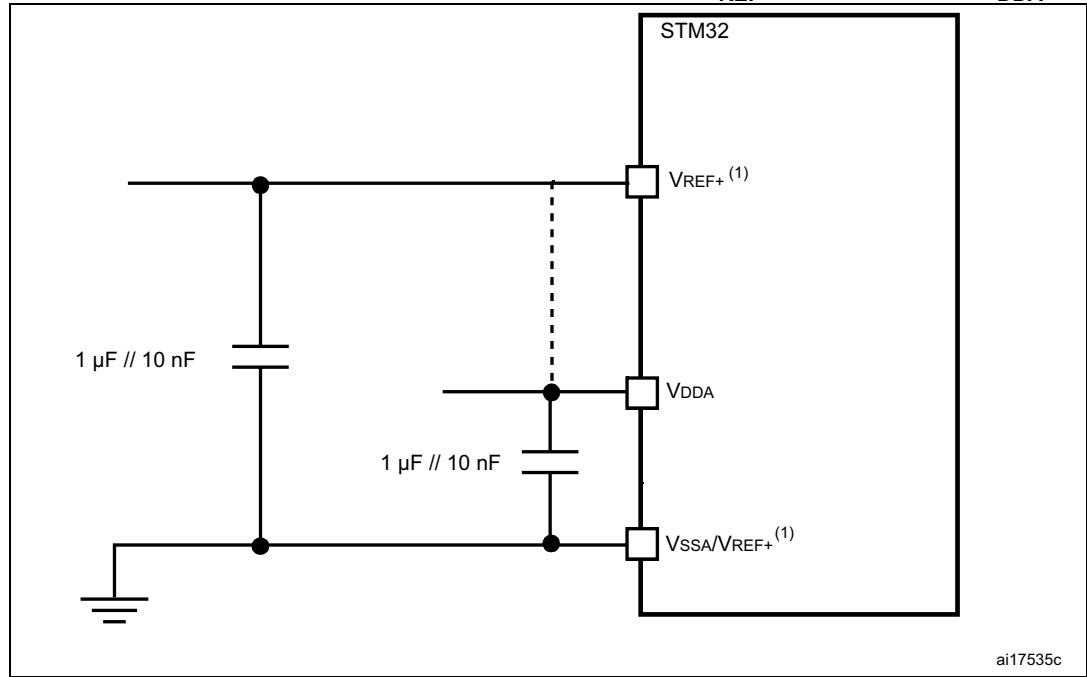 STM32
VREF+ (1)
1 µF // 10 nF
VDDA
1 µF // 10 nF
VSSA/VREF+ (1)
ai17535c